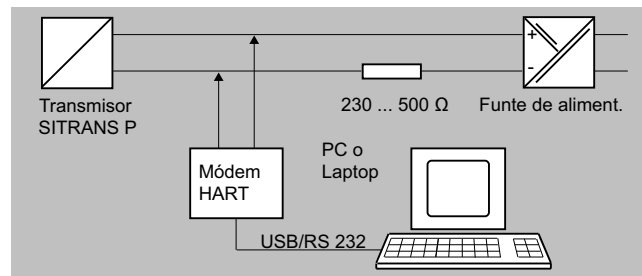 +
-
Transmisor
SITRANS P
230 ... 500 Ω
Funte de aliment.
Módem
HART
PC o
Laptop
USB/RS 232